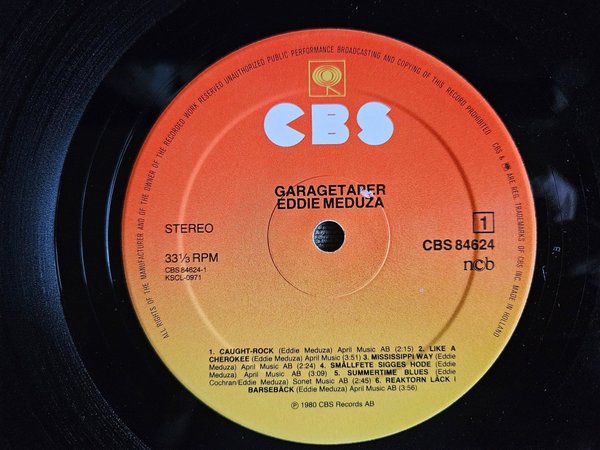 ALL RIGHTS OF THE MANUFACTURER AND OF THE OWNER OF THE RECORDED WORK RESERVED UNAUTHORIZED PUBLIC PERFORMANCE BROADCASTING AND COPYING OF THIS RECORD PROHIBITED. CBS & ARE REG. TRADEMARKS OF CBS INC. MADE IN HOLLAND
CBS
GARAGETAPER
EDDIE MEDUZA
STEREO
1
CBS 84624
33 1/3 RPM
ncb
CBS 84624-1
KSCL-0971
1. CAUGHT-ROCK (Eddie Meduza) April Music AB (2:15) 2. LIKE A
CHEROKEE (Eddie Meduza) April Music (3:51) 3. MISSISSIPPI WAY (Eddie
Meduza) April Music AB (2:24) 4. SMÅLLFETE SIGGES HODE (Eddie
Meduza) April Music AB (3:09) 5. SUMMERTIME BLUES (Eddie
Cochran/Eddie Meduza) Sonet Music AB (2:45) 6. REAKTORN LÄCK I
BARSEBÄCK (Eddie Meduza) April Music AB (3:56)
℗ 1980 CBS Records AB